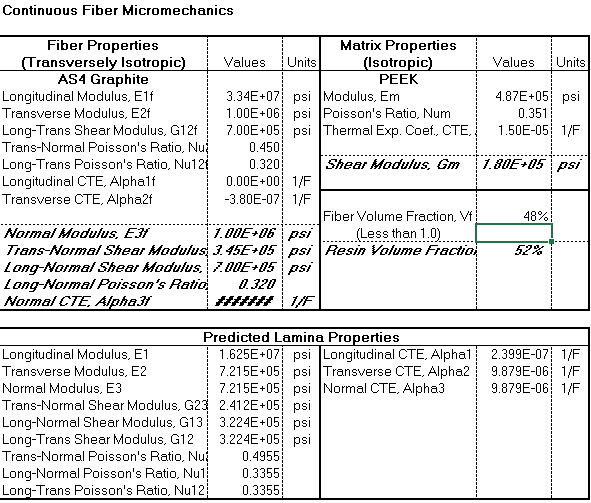 Continuous Fiber Micromechanics
Fiber Properties
(Transversely Isotropic) Values Units
AS4 Graphite
Longitudinal Modulus, E1f 3.34E+07 psi
Transverse Modulus, E2f 1.00E+06 psi
Long-Trans Shear Modulus, G12f 7.00E+05 psi
Trans-Normal Poisson's Ratio, Nu2 0.450
Long-Trans Poisson's Ratio, Nu12f 0.320
Longitudinal CTE, Alpha1f 0.00E+00 1/F
Transverse CTE, Alpha2f -3.80E-07 1/F
Normal Modulus, E3f 1.00E+06 psi
Trans-Normal Shear Modulus, 3.45E+05 psi
Long-Normal Shear Modulus, 7.00E+05 psi
Long-Normal Poisson's Ratio 0.320
Normal CTE, Alpha3f ####### 1/F
Matrix Properties
(Isotropic) Values Units
PEEK
Modulus, Em 4.87E+05 psi
Poisson's Ratio, Num 0.351
Thermal Exp. Coef., CTE, 1.50E-05 1/F
Shear Modulus, Gm 1.80E+05 psi
Fiber Volume Fraction, Vf 48%
(Less than 1.0)
Resin Volume Fractio 52%
Predicted Lamina Properties
Longitudinal Modulus, E1 1.625E+07 psi
Transverse Modulus, E2 7.215E+05 psi
Normal Modulus, E3 7.215E+05 psi
Trans-Normal Shear Modulus, G23 2.412E+05 psi
Long-Normal Shear Modulus, G13 3.224E+05 psi
Long-Trans Shear Modulus, G12 3.224E+05 psi
Trans-Normal Poisson's Ratio, Nu2 0.4955
Long-Normal Poisson's Ratio, Nu1 0.3355
Long-Trans Poisson's Ratio, Nu12 0.3355
Longitudinal CTE, Alpha1 2.399E-07 1/F
Transverse CTE, Alpha2 9.879E-06 1/F
Normal CTE, Alpha3 9.879E-06 1/F